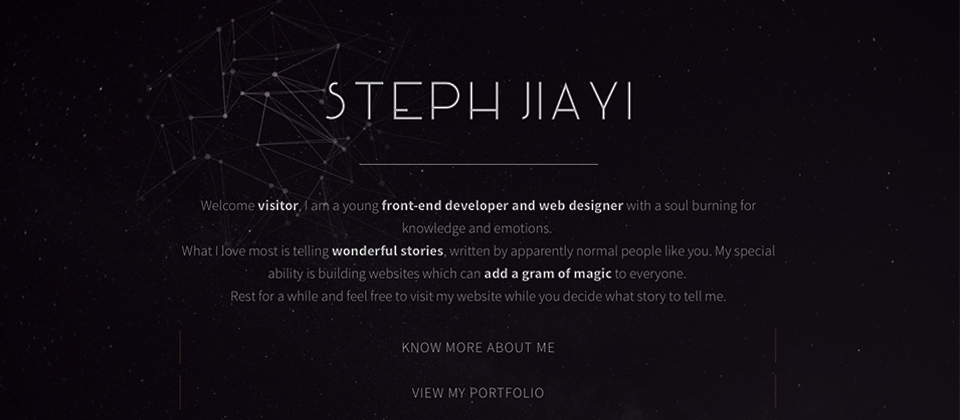 STEPH JIAYI
Welcome visitor, I am a young front-end developer and web designer with a soul burning for
knowledge and emotions.
What I love most is telling wonderful stories, written by apparently normal people like you. My special
ability is building websites which can add a gram of magic to everyone.
Rest for a while and feel free to visit my website while you decide what story to tell me.
KNOW MORE ABOUT ME
VIEW MY PORTFOLIO